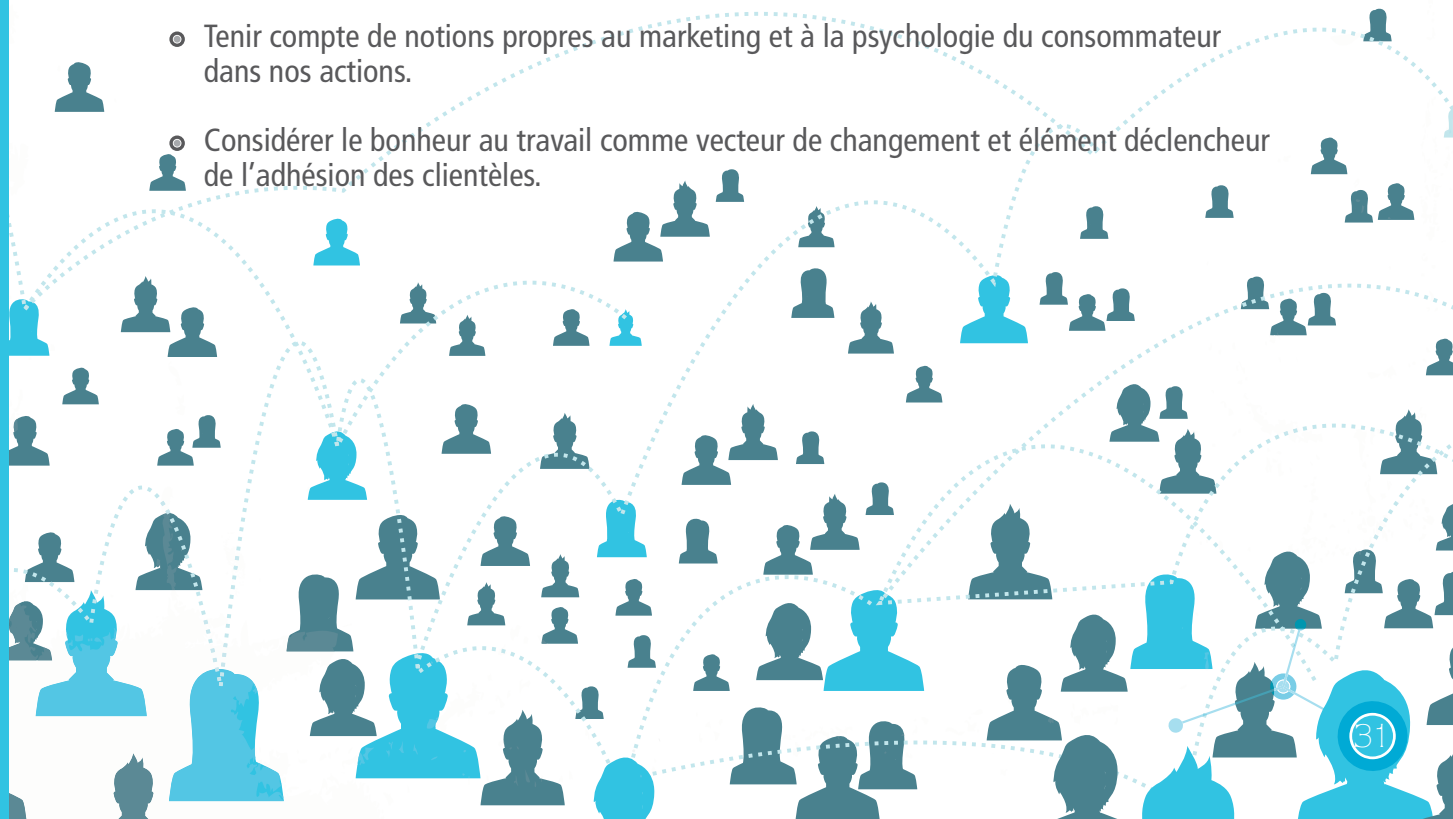 Tenir compte de notions propres au marketing et à la psychologie du consommateur
dans nos actions.
Considérer le bonheur au travail comme vecteur de changement et élément déclencheur
de l'adhésion des clientèles.
31